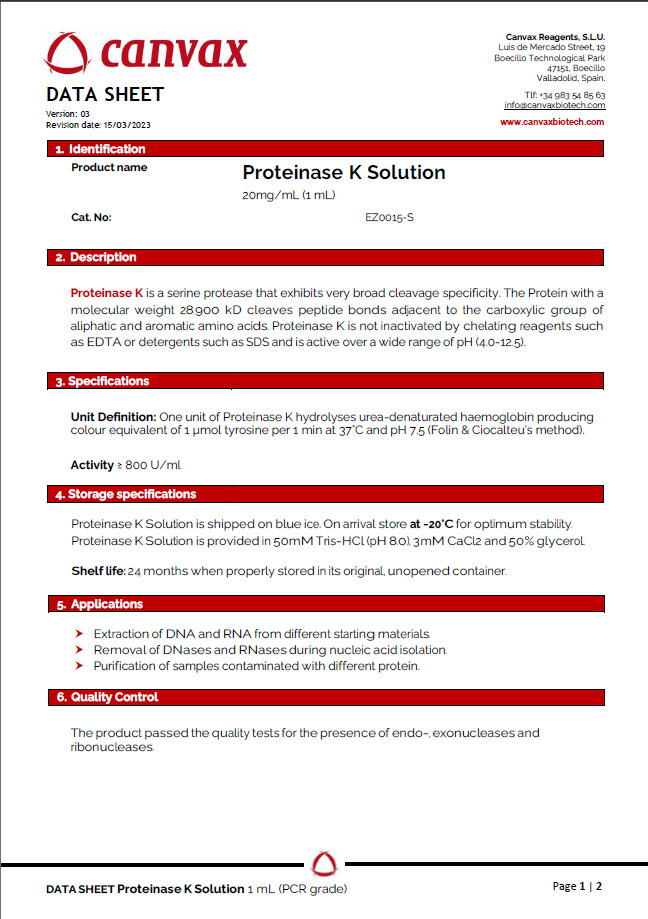 canvax
Canvax Reagents, S.L.U.
Luis de Mercado Street, 19
Boecillo Technological Park
47151, Boecillo
Valladolid, Spain.
Tlf: +34 983 54 85 63
info@canvaxbiotech.com
www.canvaxbiotech.com
DATA SHEET
Version: 03
Revision date: 15/03/2023
1. Identification
Product name
Proteinase K Solution
20mg/mL (1 mL)
Cat. No:
EZ0015-S
2. Description
Proteinase K is a serine protease that exhibits very broad cleavage specificity. The Protein with a
molecular weight 28.900 kD cleaves peptide bonds adjacent to the carboxylic group of
aliphatic and aromatic amino acids. Proteinase K is not inactivated by chelating reagents such
as EDTA or detergents such as SDS and is active over a wide range of pH (4.0-12.5).
3. Specifications
Unit Definition: One unit of Proteinase K hydrolyses urea-denaturated haemoglobin producing
colour equivalent of 1 µmol tyrosine per 1 min at 37°C and pH 7.5 (Folin & Ciocalteu's method).
Activity ≥ 800 U/ml
4. Storage specifications
Proteinase K Solution is shipped on blue ice. On arrival store at -20°C for optimum stability.
Proteinase K Solution is provided in 50mM Tris-HCl (pH 8.0), 3mM CaCl2 and 50% glycerol.
Shelf life: 24 months when properly stored in its original, unopened container.
5. Applications
➤ Extraction of DNA and RNA from different starting materials.
➤ Removal of DNases and RNases during nucleic acid isolation.
➤ Purification of samples contaminated with different protein.
6. Quality Control
The product passed the quality tests for the presence of endo-, exonucleases and
ribonucleases.
DATA SHEET Proteinase K Solution 1 mL (PCR grade)
Page 1 | 2